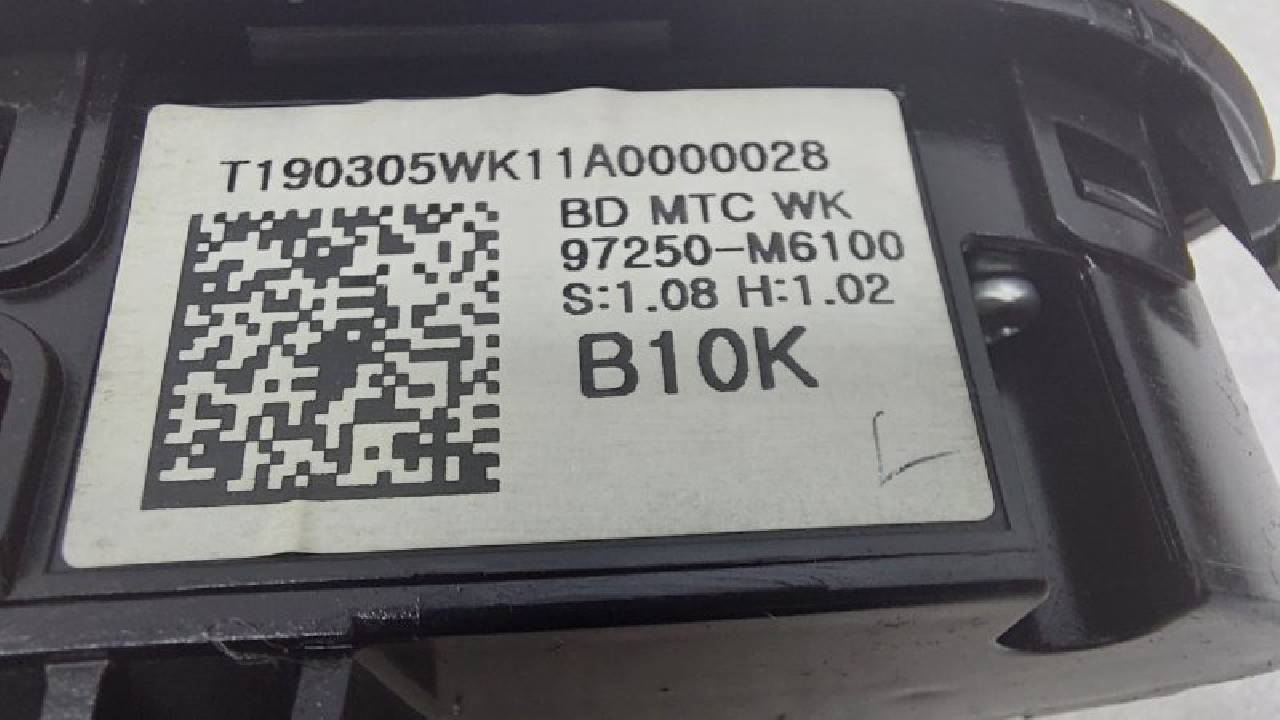 T190305WK11A0000028
BD MTC WK
97250-M6100
S:1.08 H:1.02
B10K